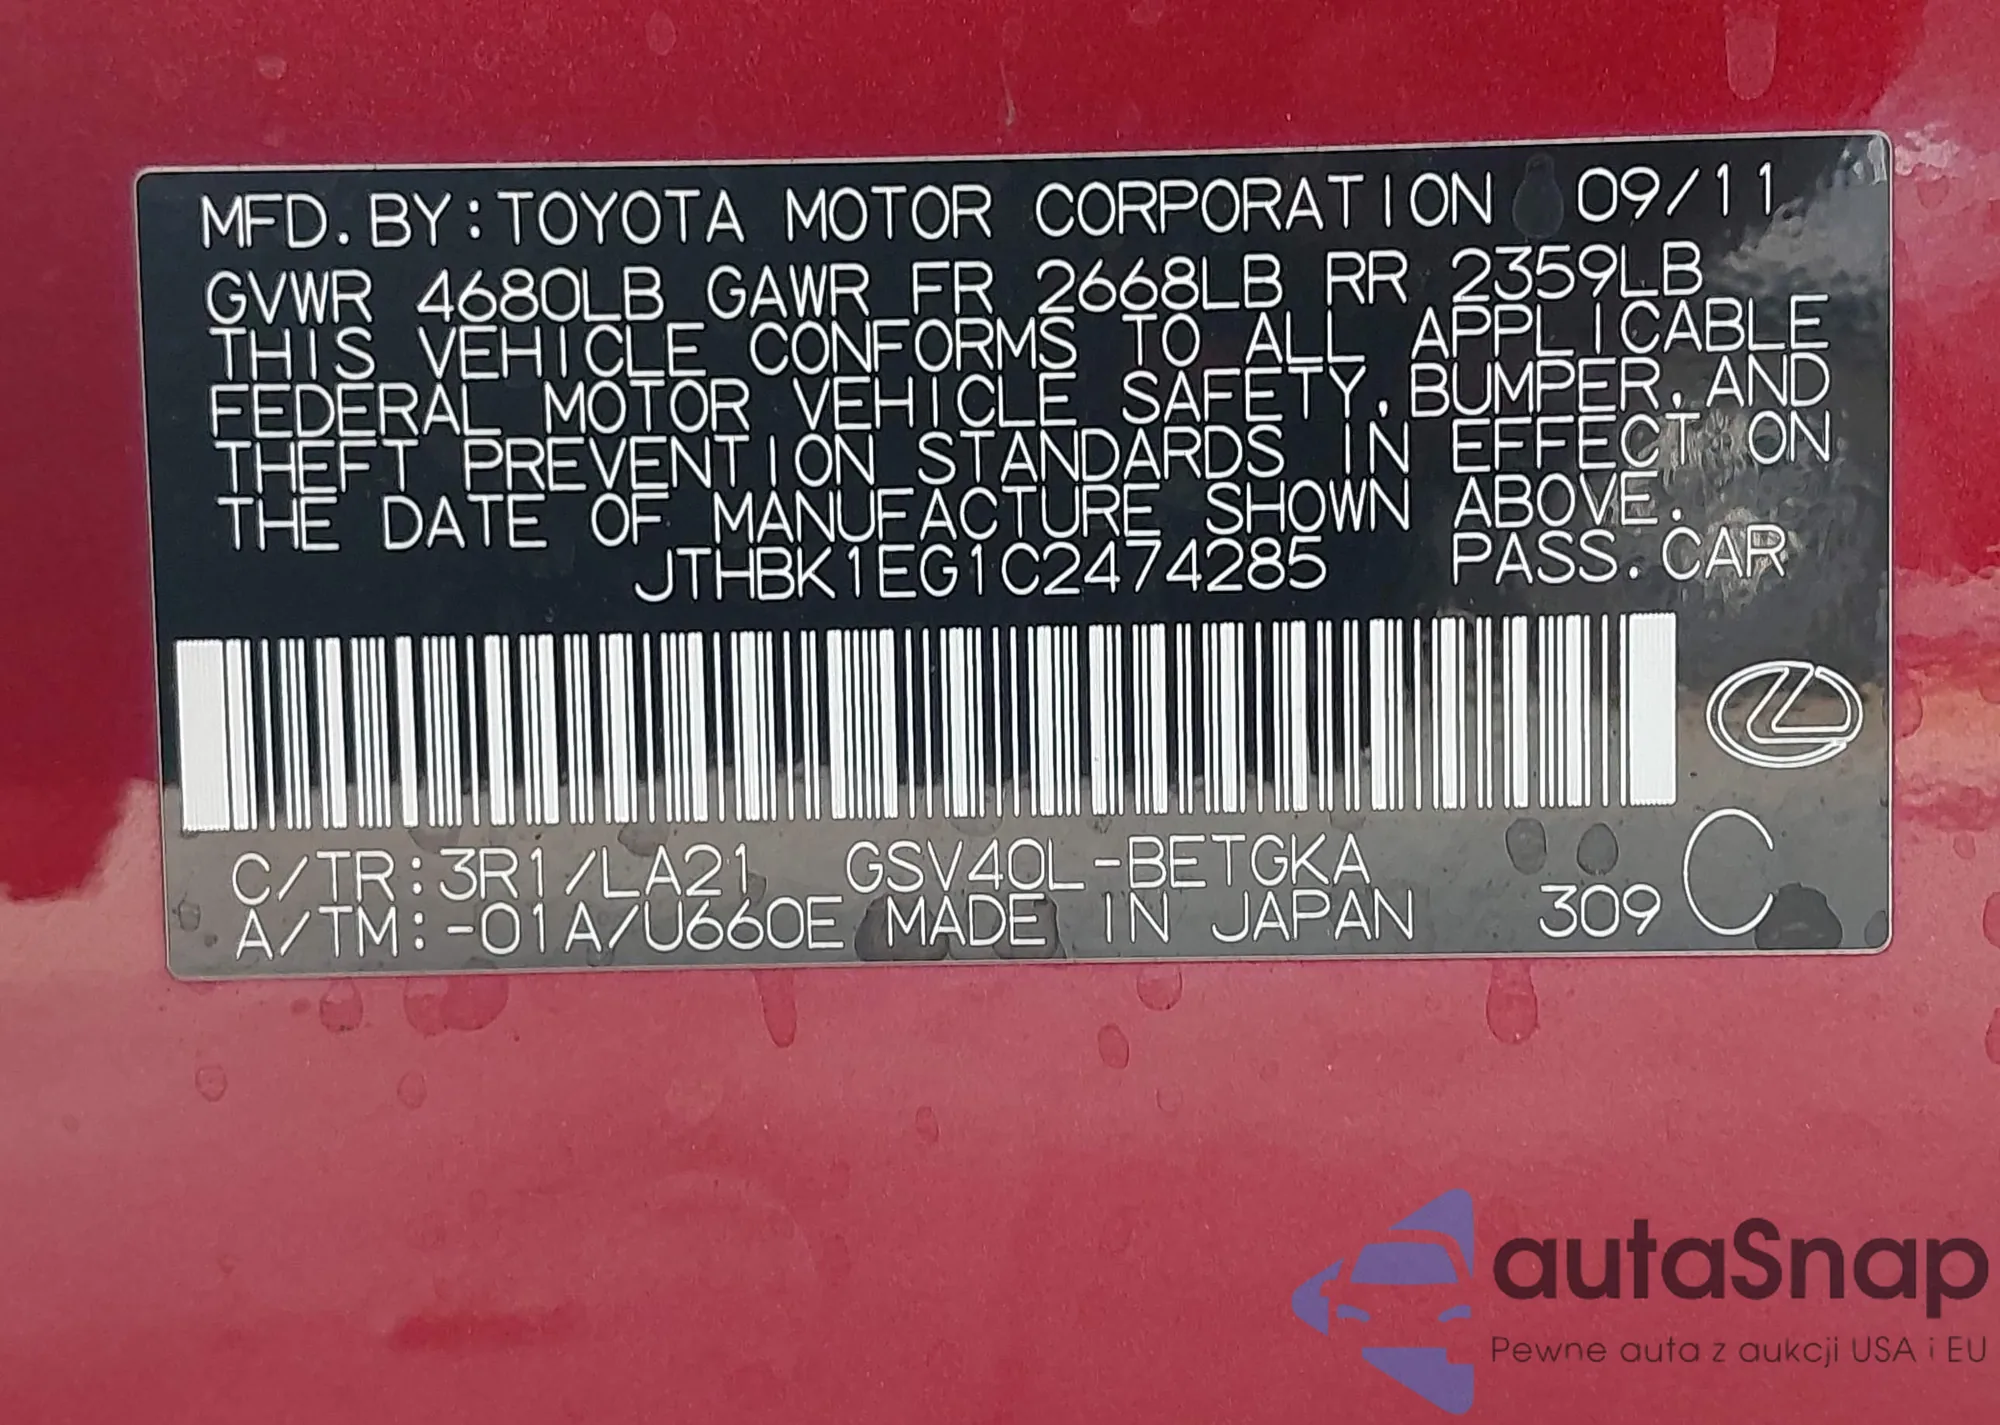 MFD. BY: TOYOTA MOTOR CORPORATION 09/11
GVWR 4680LB GAWR FR 2668LB RR 2359LB
THIS VEHICLE CONFORMS TO ALL APPLICABLE
FEDERAL MOTOR VEHICLE SAFETY, BUMPER, AND
THEFT PREVENTION STANDARDS IN EFFECT ON
THE DATE OF MANUFACTURE SHOWN ABOVE.
JTHBK1EG1C2474285 PASS. CAR
C/TR: 3R1/LA21 GSV40L-BETGKA
A/TM: -01A/U660E MADE IN JAPAN 309 C
autaSnap
Pewne auta z aukcji USA i EU